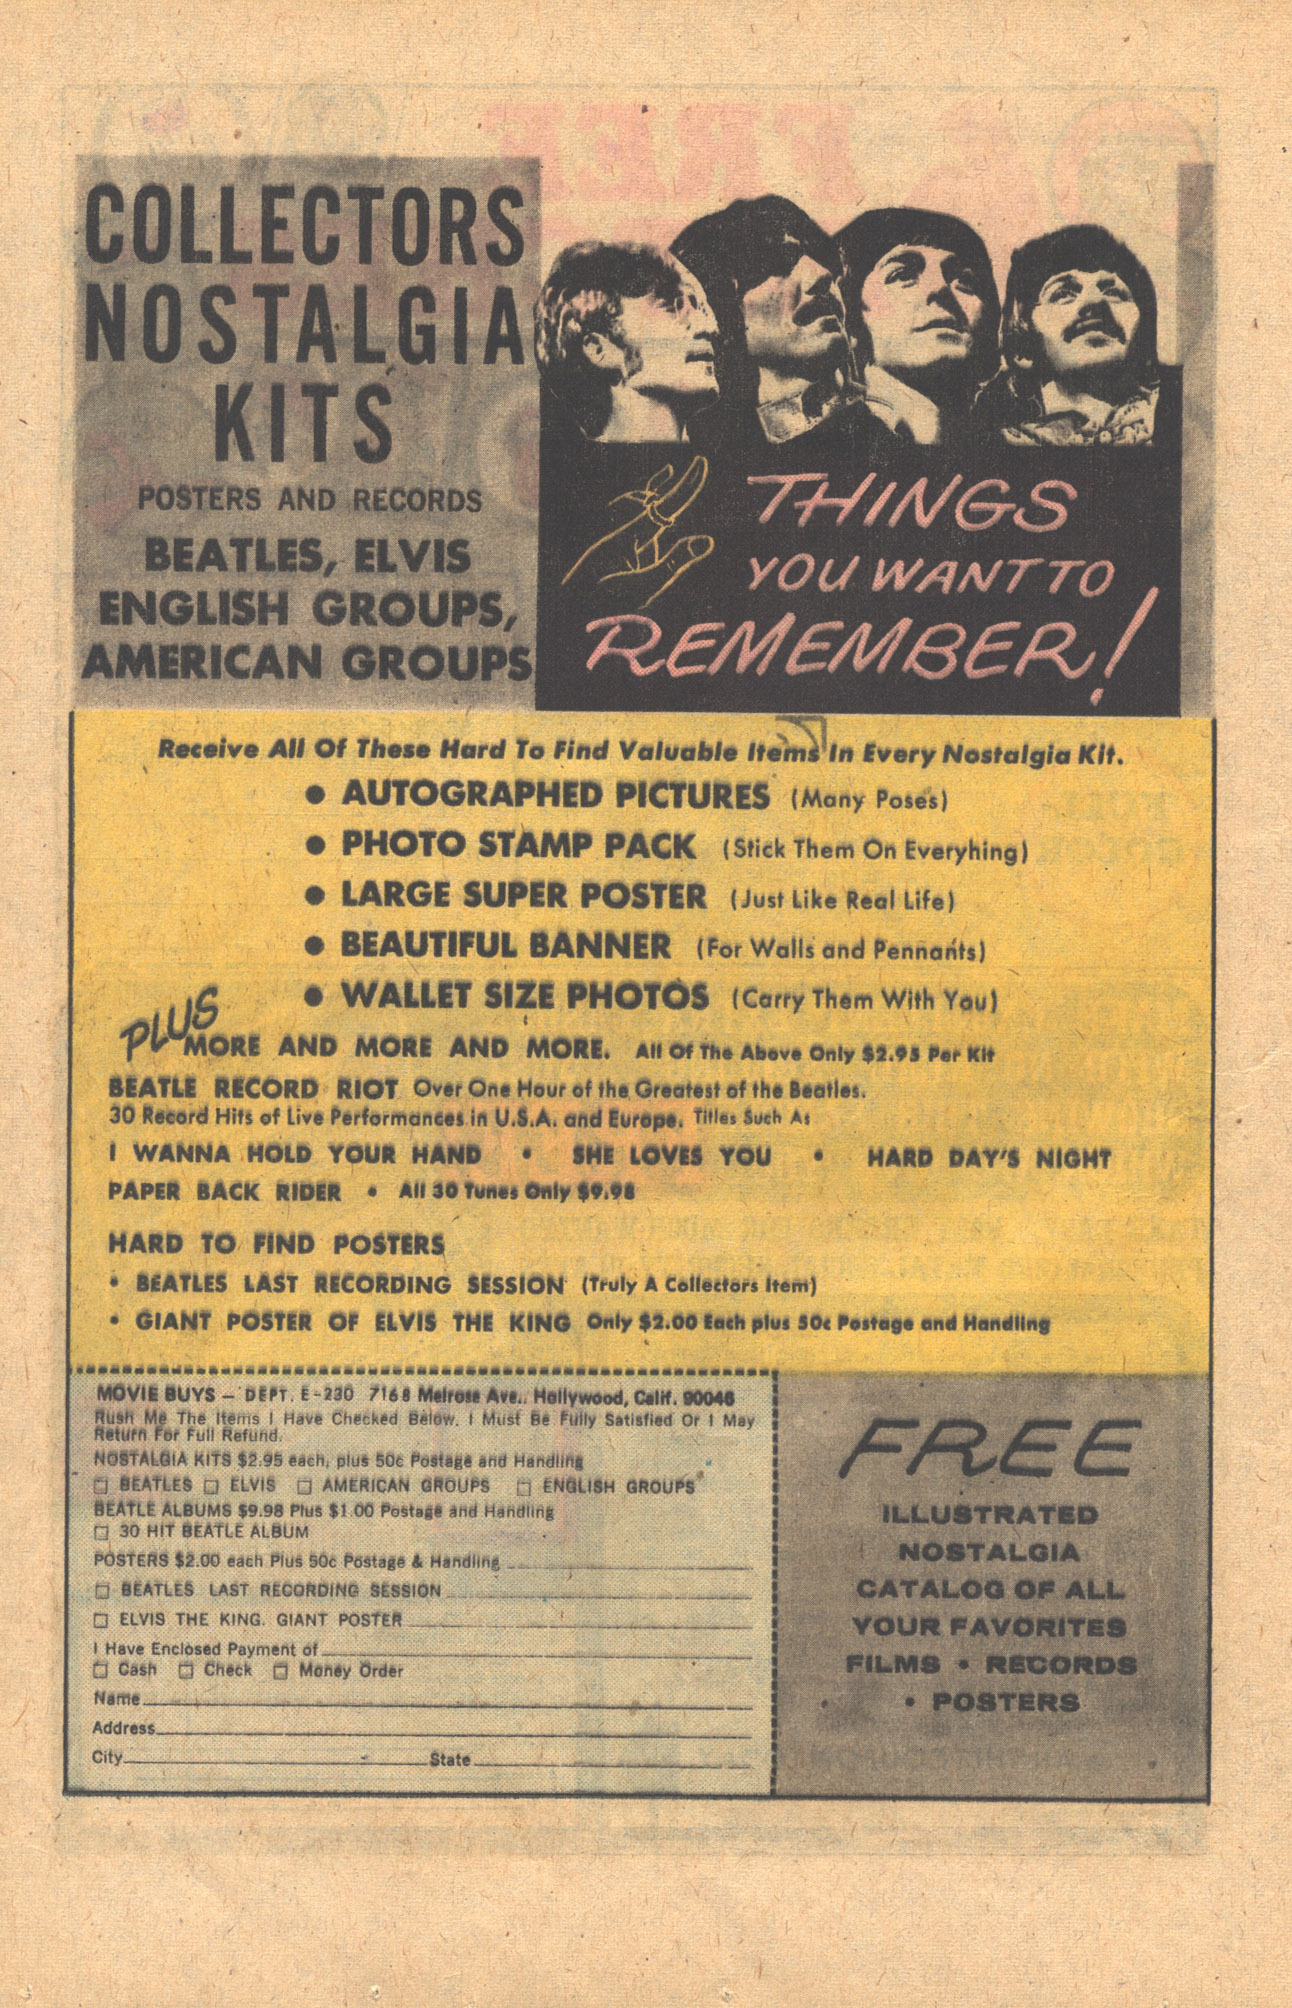 COLLECTORS
NOSTALGIA
KITS
POSTERS AND RECORDS
BEATLES, ELVIS
ENGLISH GROUPS,
AMERICAN GROUPS
THINGS
YOU WANT TO
REMEMBER!
Receive All Of These Hard To Find Valuable Items In Every Nostalgia Kit.
• AUTOGRAPHED PICTURES (Many Poses)
• PHOTO STAMP PACK (Stick Them On Everyhing)
• LARGE SUPER POSTER (Just Like Real Life)
• BEAUTIFUL BANNER (For Walls and Pennants)
• WALLET SIZE PHOTOS (Carry Them With You)
PLUS
MORE AND MORE AND MORE. All Of The Above Only $2.95 Per Kit
BEATLE RECORD RIOT Over One Hour of the Greatest of the Beatles.
30 Record Hits of Live Performances in U.S.A. and Europe. Titles Such As
I WANNA HOLD YOUR HAND • SHE LOVES YOU • HARD DAY'S NIGHT
PAPER BACK RIDER • All 30 Tunes Only $9.98
HARD TO FIND POSTERS
• BEATLES LAST RECORDING SESSION (Truly A Collectors Item)
• GIANT POSTER OF ELVIS THE KING Only $2.00 Each plus 50c Postage and Handling
MOVIE BUYS — DEPT. E-230 7168 Melrose Ave., Hollywood, Calif. 90046
Rush Me The Items I Have Checked Below. I Must Be Fully Satisfied Or I May
Return For Full Refund.
NOSTALGIA KITS $2.95 each, plus 50c Postage and Handling
☐ BEATLES ☐ ELVIS ☐ AMERICAN GROUPS ☐ ENGLISH GROUPS
BEATLE ALBUMS $9.98 Plus $1.00 Postage and Handling
☐ 30 HIT BEATLE ALBUM
POSTERS $2.00 each Plus 50c Postage & Handling
☐ BEATLES LAST RECORDING SESSION
☐ ELVIS THE KING. GIANT POSTER
I Have Enclosed Payment of
☐ Cash ☐ Check ☐ Money Order
Name
Address
City State
FREE
ILLUSTRATED
NOSTALGIA
CATALOG OF ALL
YOUR FAVORITES
FILMS • RECORDS
• POSTERS